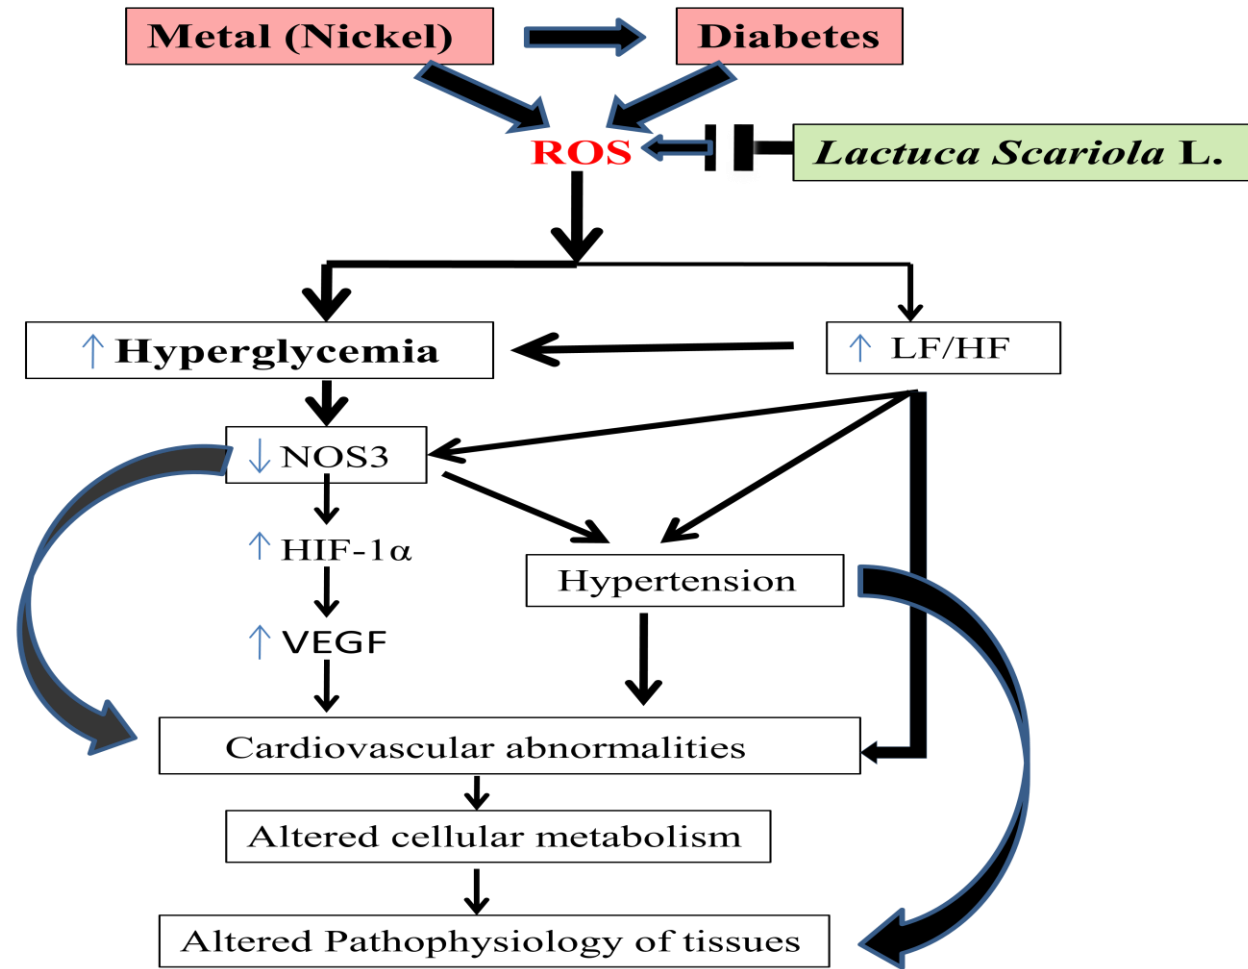 Metal (Nickel)
Diabetes
ROS
Lactuca Scariola L.
↑ Hyperglycemia
↑ LF/HF
↓ NOS3
↑ HIF-1α
Hypertension
↑ VEGF
Cardiovascular abnormalities
Altered cellular metabolism
Altered Pathophysiology of tissues